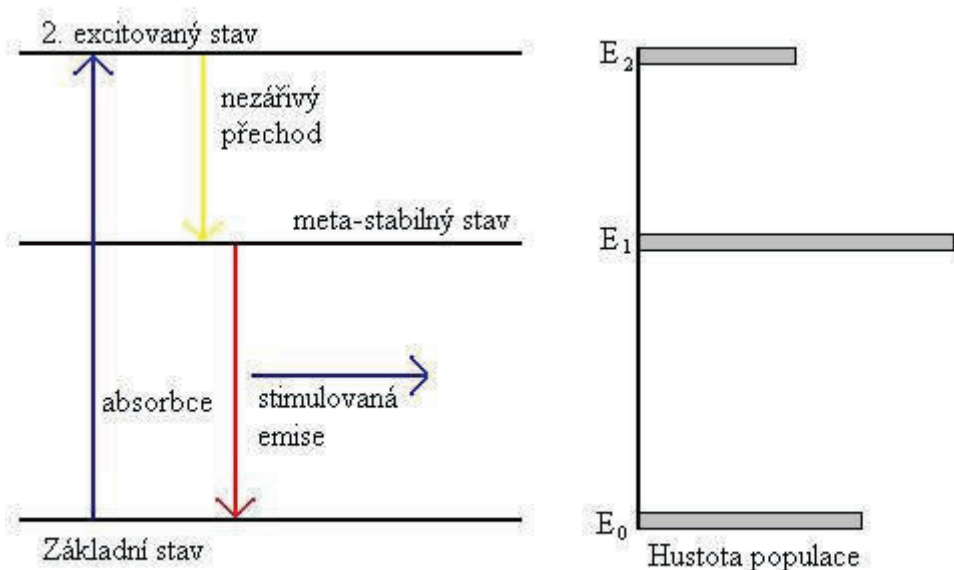 2. excitovaný stav
nezářivý
přechod
meta-stabilný stav
absorbce
stimulovaná
emise
Základní stav
E2
E1
E0
Hustota populace